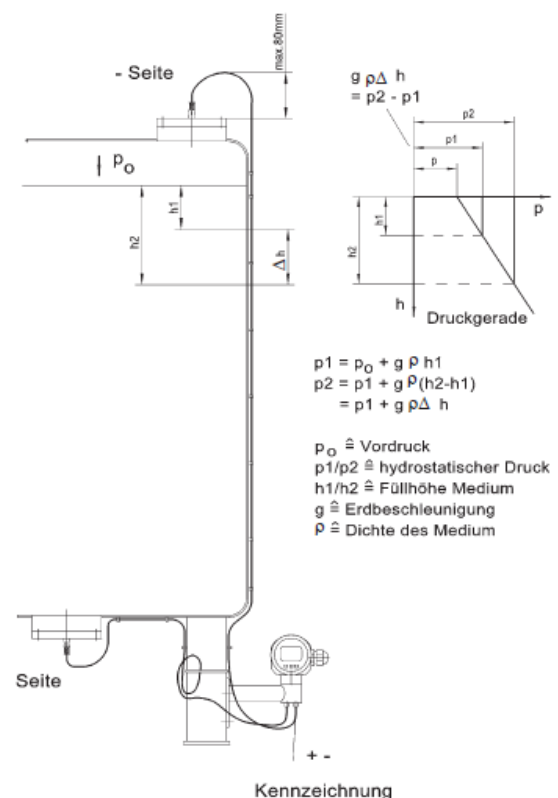 max.80mm
- Seite
p₀
h1
h2
Δh
g ρΔ h
= p2 - p1
p2
p1
p
p
h1
h2
h
Druckgerade
p1 = p₀ + g ρ h1
p2 = p1 + g ρ(h2-h1)
= p1 + g ρΔ h
p₀ ≙ Vordruck
p1/p2 ≙ hydrostatischer Druck
h1/h2 ≙ Füllhöhe Medium
g ≙ Erdbeschleunigung
ρ ≙ Dichte des Medium
Seite
+ -
Kennzeichnung